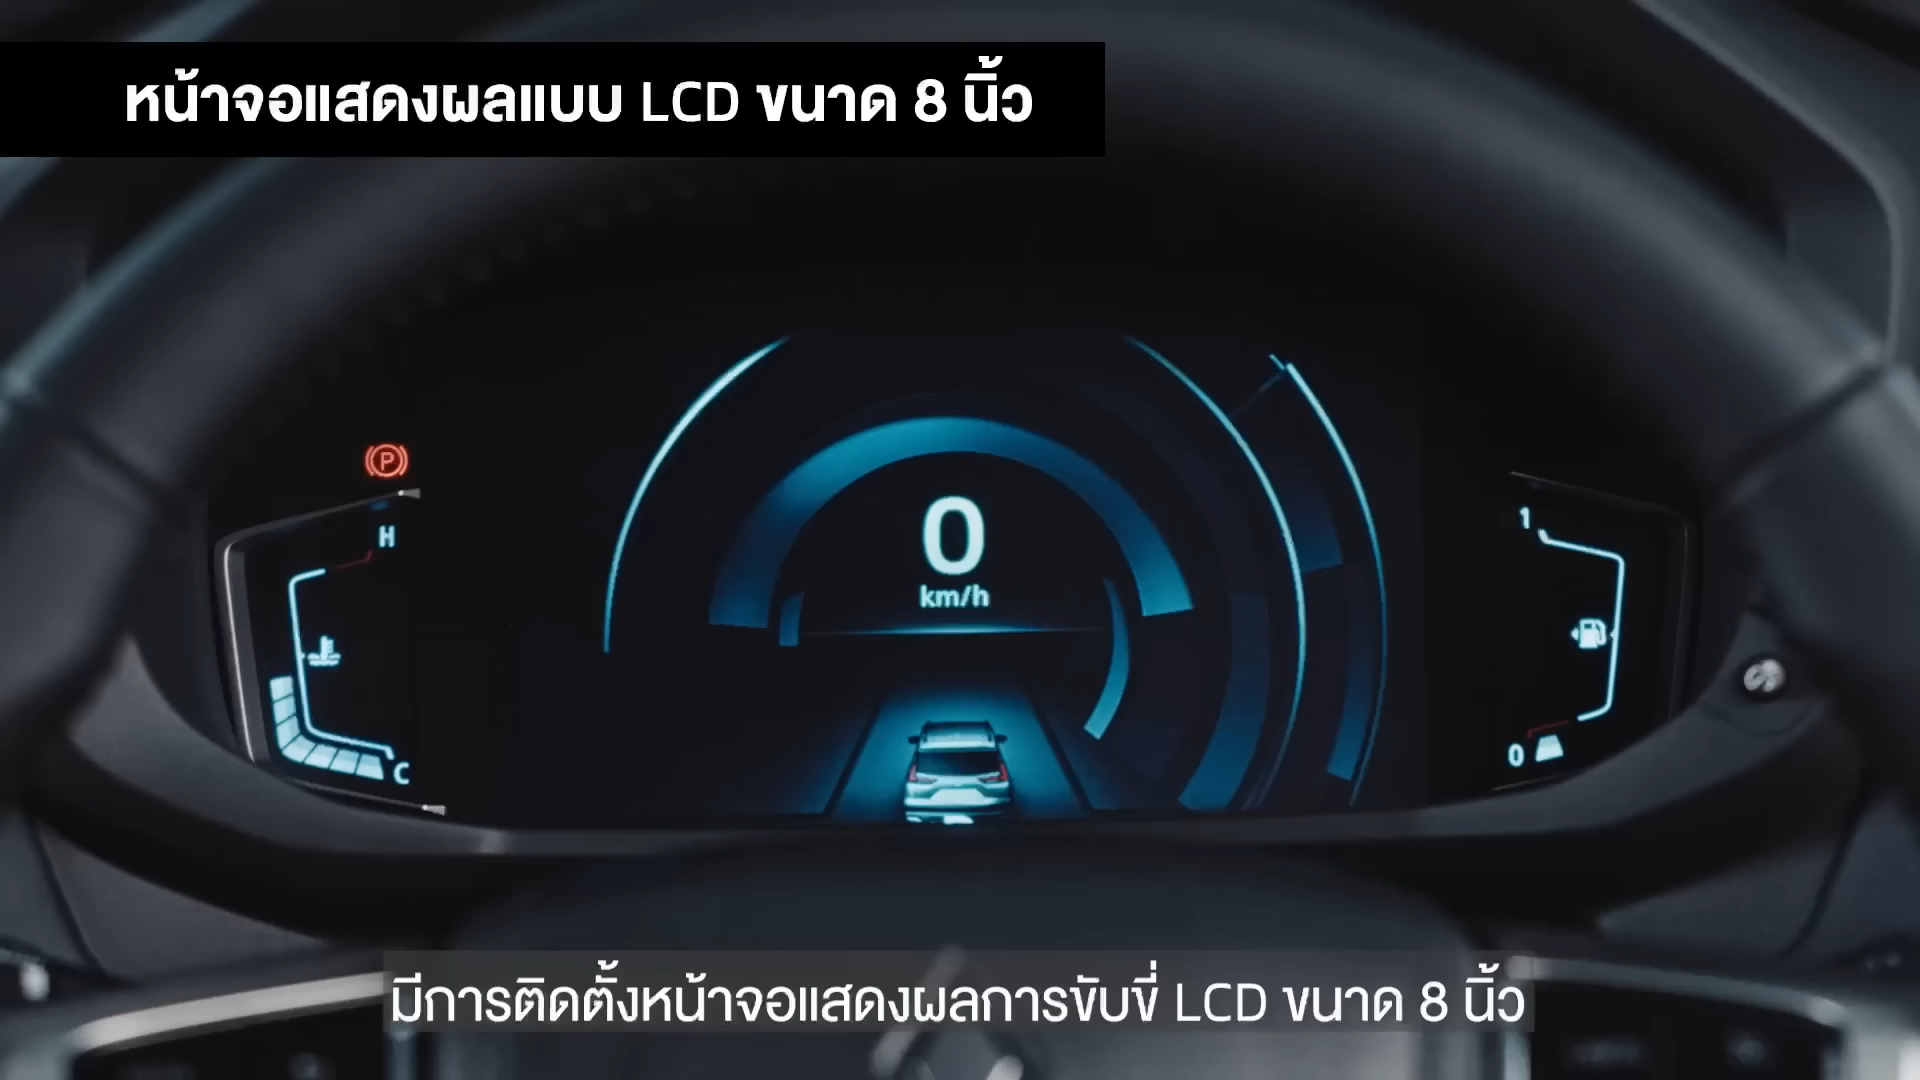 หน้าจอแสดงผลแบบ LCD ขนาด 8 นิ้ว
P
H
1
0
km/h
C
0
มีการติดตั้งหน้าจอแสดงผลการขับขี่ LCD ขนาด 8 นิ้ว